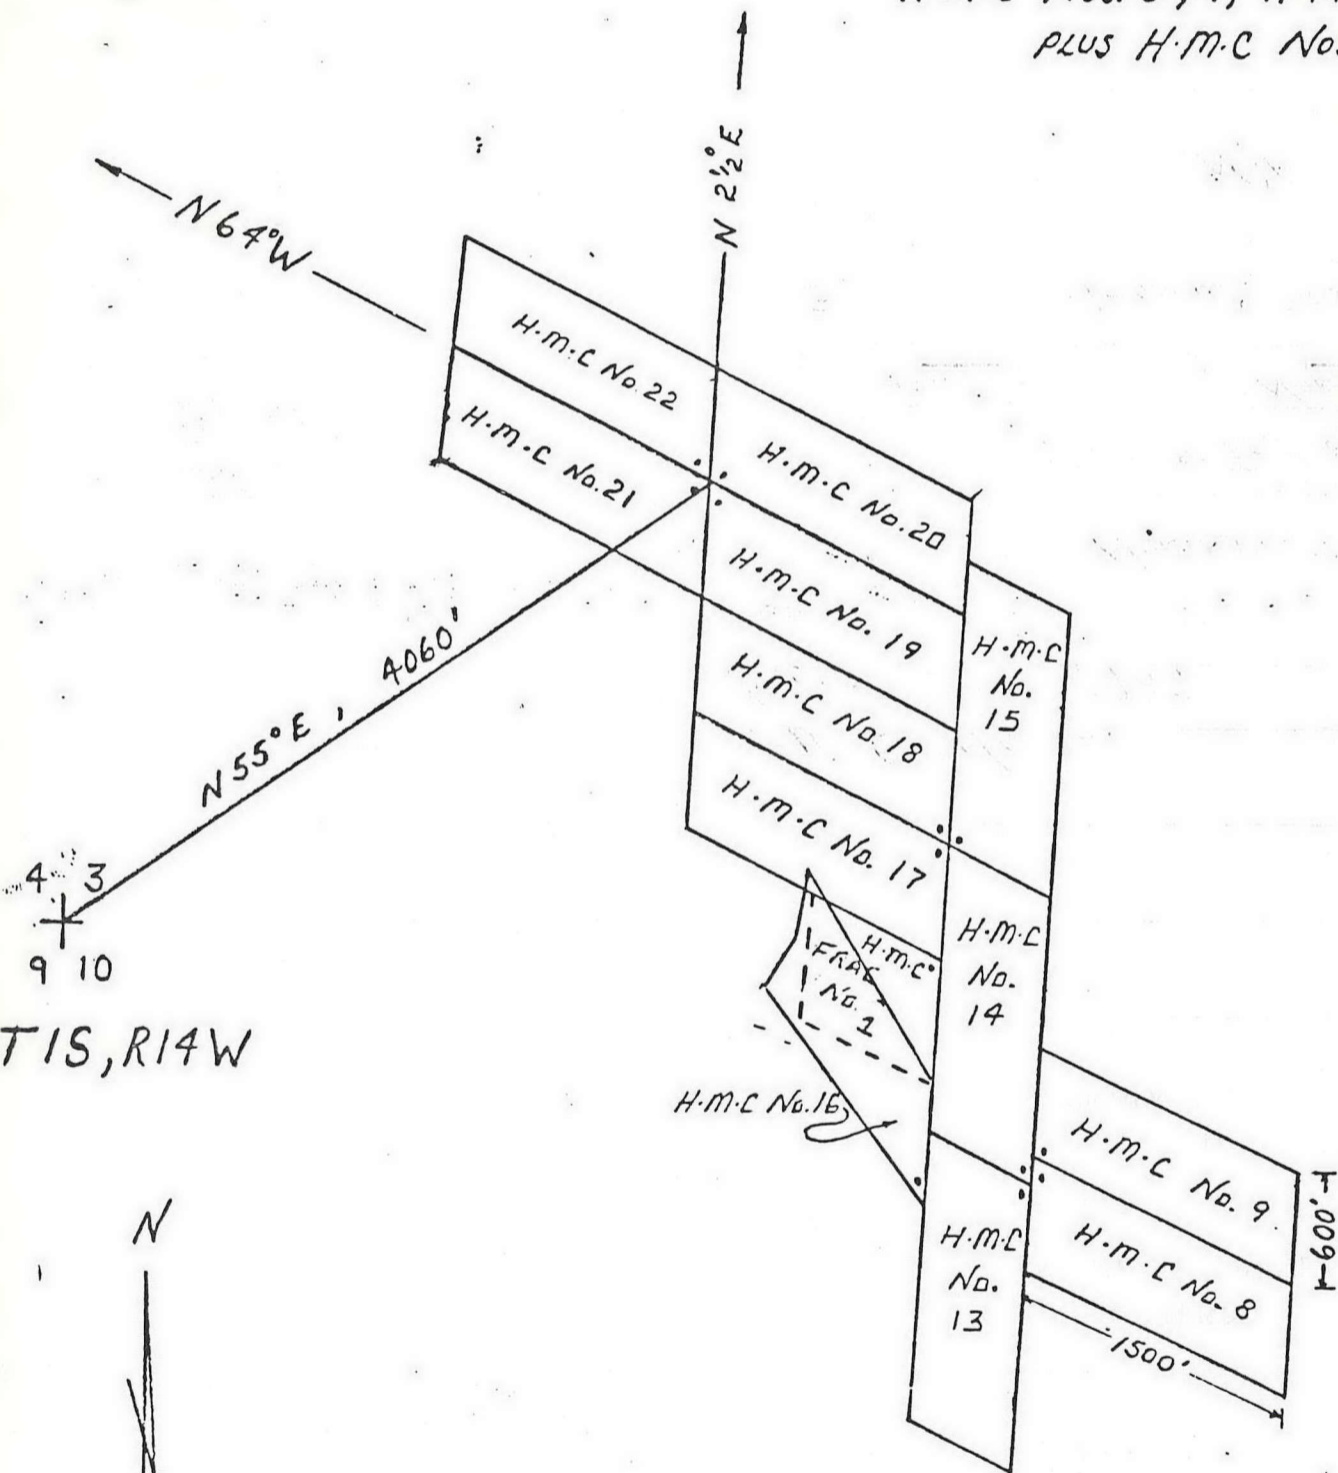 PLUS H.M.C No.
N 2½° E
N 64° W
H.M.C No. 22
H.M.C No. 21
H.M.C No. 20
H.M.C No. 19
H.M.C
No.
15
H.M.C No. 18
H.M.C No. 17
N 55° E, 4060'
4 3
9 10
T1S, R14W
H.M.C
FRAC
No.
1
H.M.C
No.
14
H.M.C No. 16
H.M.C No. 9
H.M.C No. 8
600'
1500'
H.M.C
No.
13
N